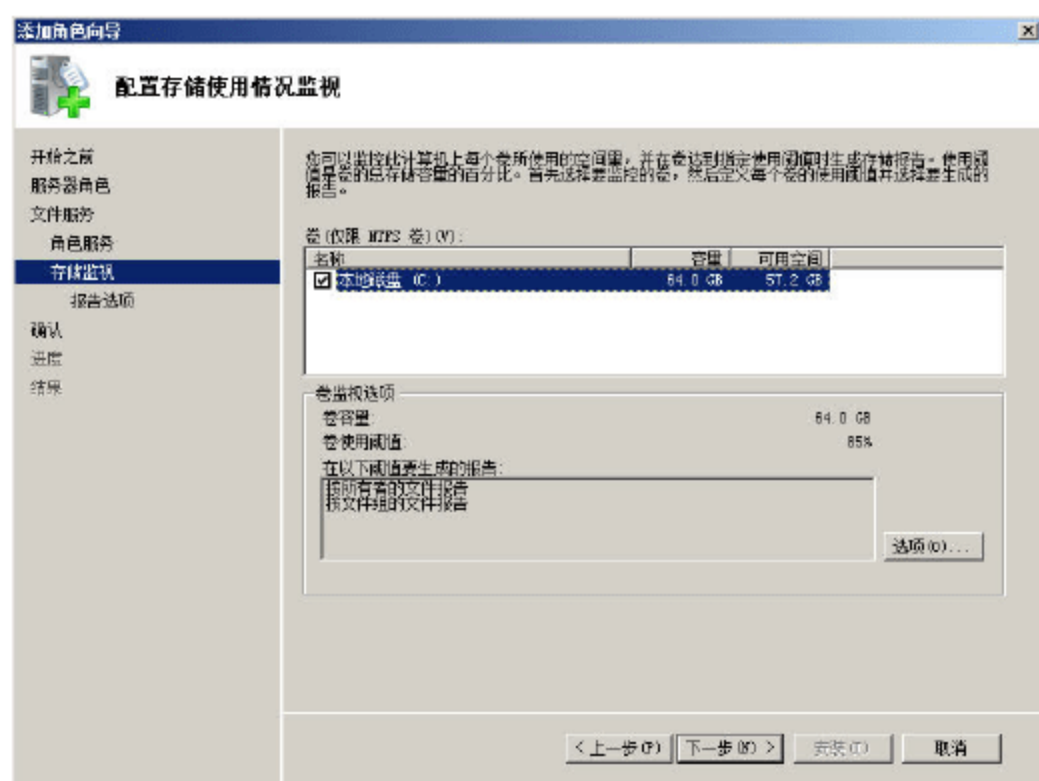 添加角色向导
配置存储使用情况监视
开始之前
服务器角色
文件服务
角色服务
存储监视
报告选项
确认
进度
结果
您可以监控此计算机上每个卷所使用的空间里，并在卷达到指定使用阈值时生成存储报告。使用阈
值是卷的总存储容量的百分比。首先选择要监控的卷，然后定义每个卷的使用阈值并选择要生成的
报告。
卷(仅限 NTFS 卷)(V):
名称 容量 可用空间
本地磁盘 (C:) 64.0 GB 57.2 GB
卷监视选项
卷容量: 64.0 GB
卷使用阈值: 85%
在以下阈值要生成的报告:
按所有者的文件报告
按文件组的文件报告
选项(O)...
< 上一步(P) 下一步(N) > 安装(I) 取消